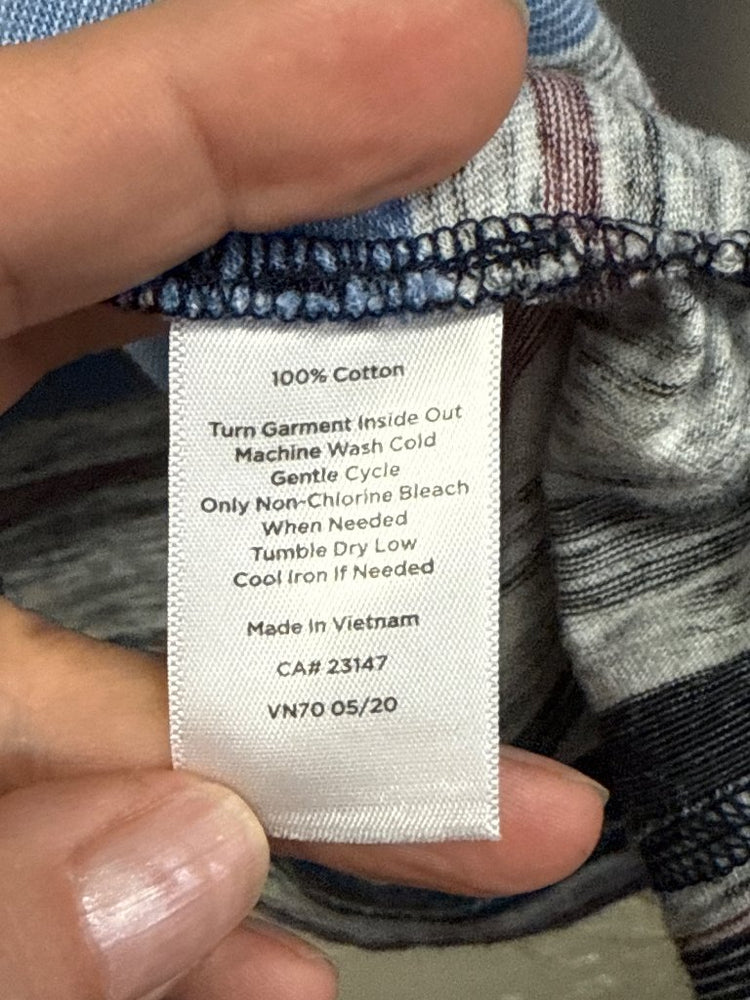 100% Cotton
Turn Garment Inside Out
Machine Wash Cold
Gentle Cycle
Only Non-Chlorine Bleach
When Needed
Tumble Dry Low
Cool Iron If Needed
Made In Vietnam
CA# 23147
VN70 05/20